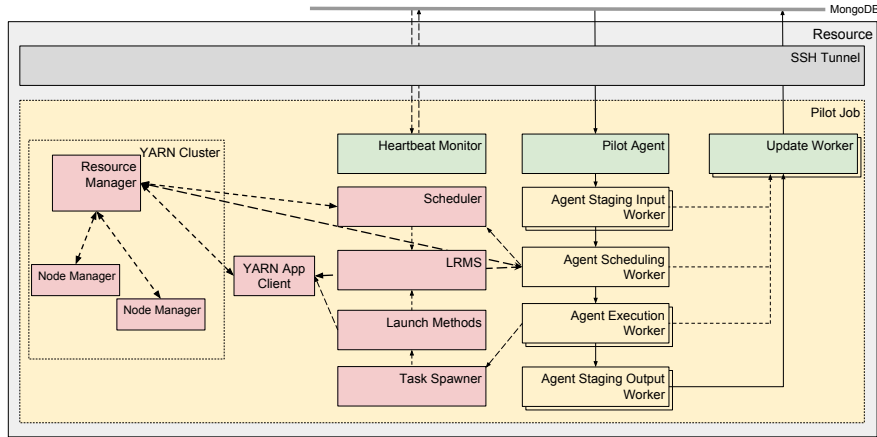 MongoDB
Resource
SSH Tunnel
Pilot Job
YARN Cluster
Resource
Manager
Node Manager
Node Manager
YARN App
Client
Heartbeat Monitor
Scheduler
LRMS
Launch Methods
Task Spawner
Pilot Agent
Agent Staging Input
Worker
Agent Scheduling
Worker
Agent Execution
Worker
Agent Staging Output
Worker
Update Worker